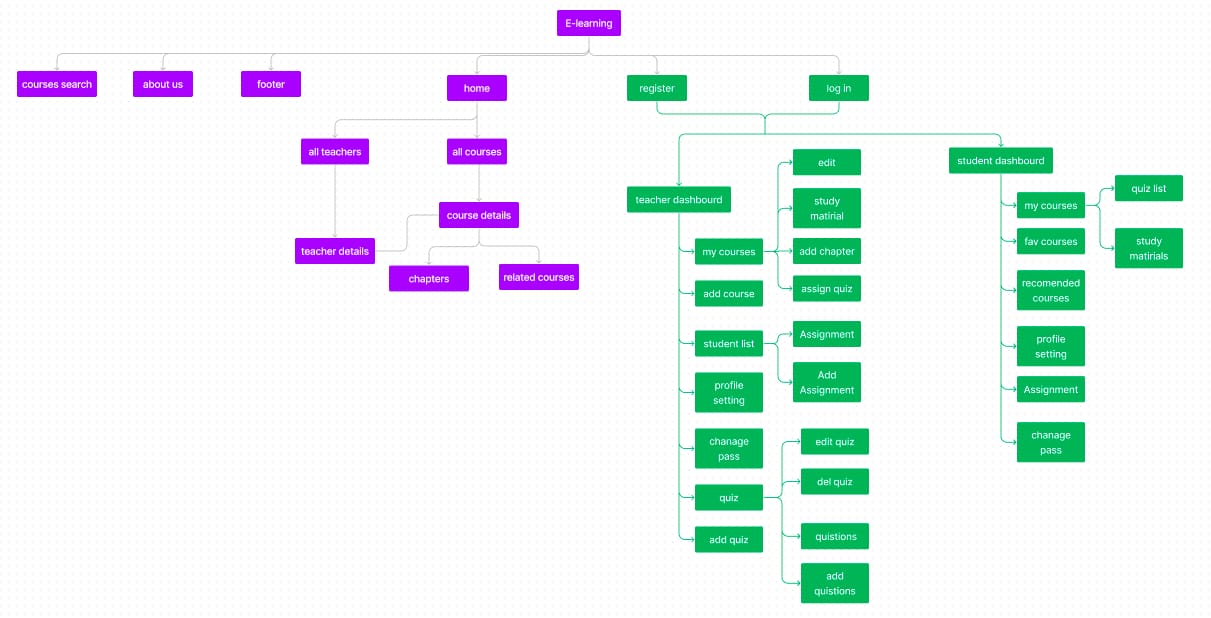 E-learning
courses search
about us
footer
home
register
log in
all teachers
all courses
course details
teacher details
chapters
related courses
teacher dashbourd
my courses
edit
study
matirial
add chapter
assign quiz
add course
student list
Assignment
Add
Assignment
profile
setting
chanage
pass
quiz
edit quiz
del quiz
quistions
add
quistions
add quiz
student dashbourd
my courses
quiz list
study
matirials
fav courses
recomended
courses
profile
setting
Assignment
chanage
pass